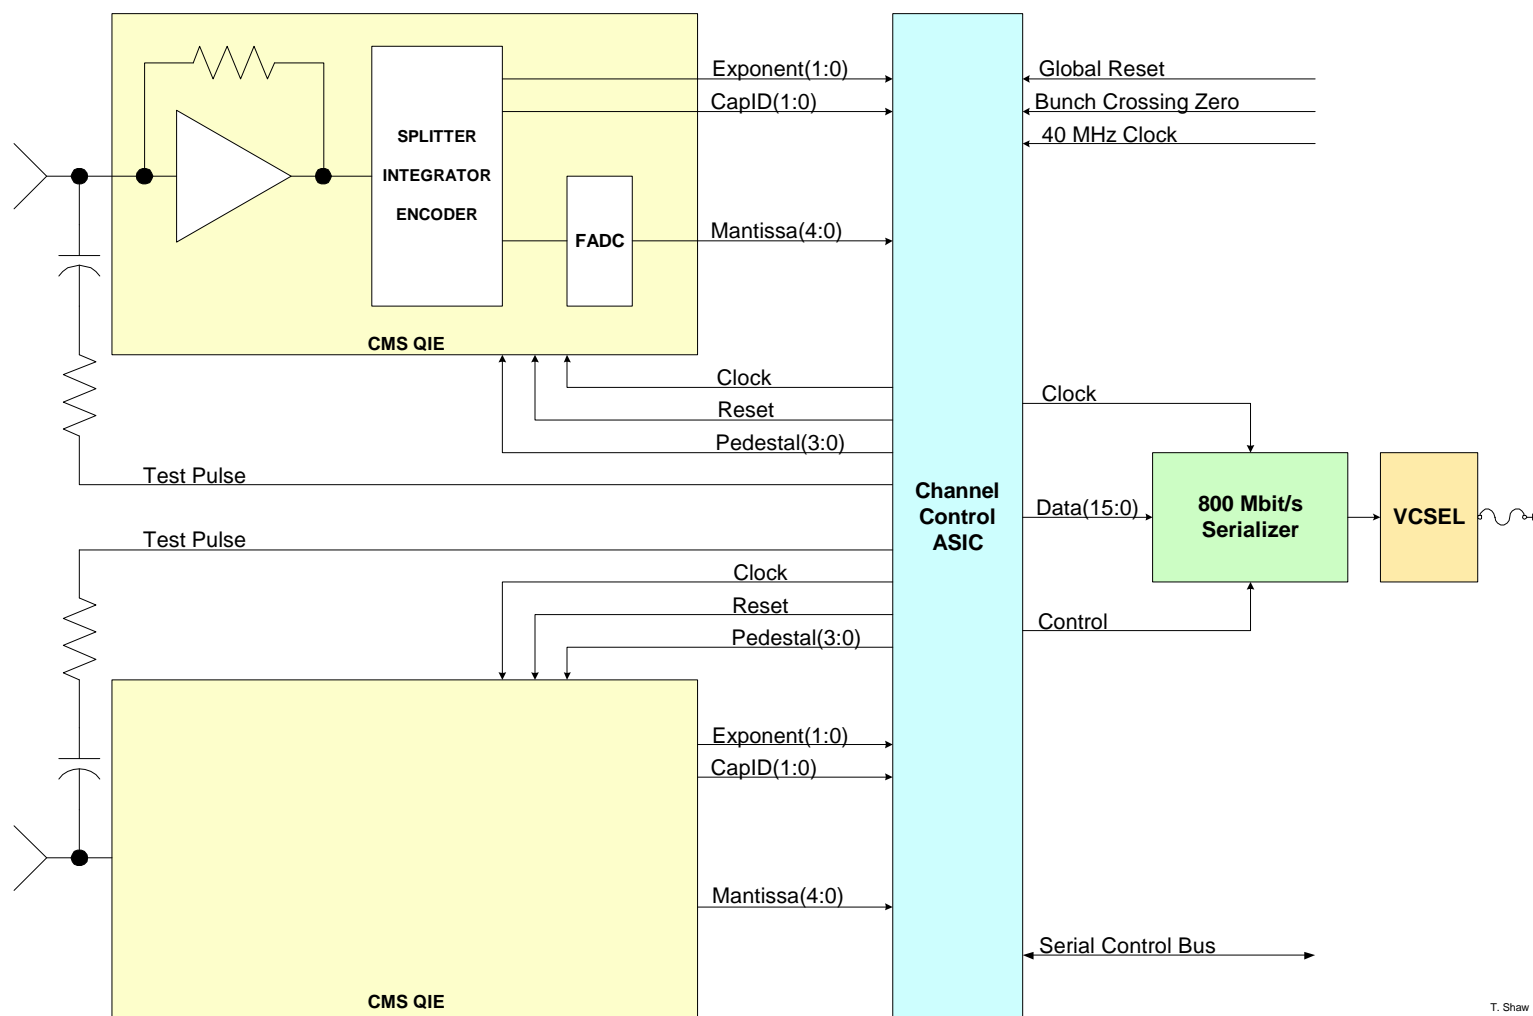 Exponent(1:0)
CapID(1:0)
SPLITTER
INTEGRATOR
ENCODER
FADC
Mantissa(4:0)
CMS QIE
Clock
Reset
Pedestal(3:0)
Test Pulse
Test Pulse
Clock
Reset
Pedestal(3:0)
Exponent(1:0)
CapID(1:0)
Mantissa(4:0)
CMS QIE
Channel
Control
ASIC
Global Reset
Bunch Crossing Zero
40 MHz Clock
Clock
Data(15:0)
Control
800 Mbit/s
Serializer
VCSEL
Serial Control Bus
T. Shaw